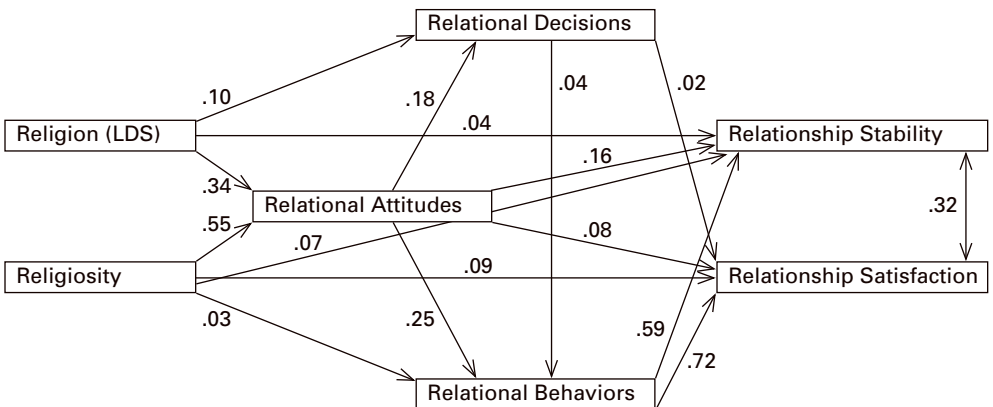 Relational Decisions
.10
.18
.04
.02
Religion (LDS)
.04
Relationship Stability
.16
.34
Relational Attitudes
.55
.07
.08
.32
Religiosity
.09
Relationship Satisfaction
.03
.25
.59
.72
Relational Behaviors